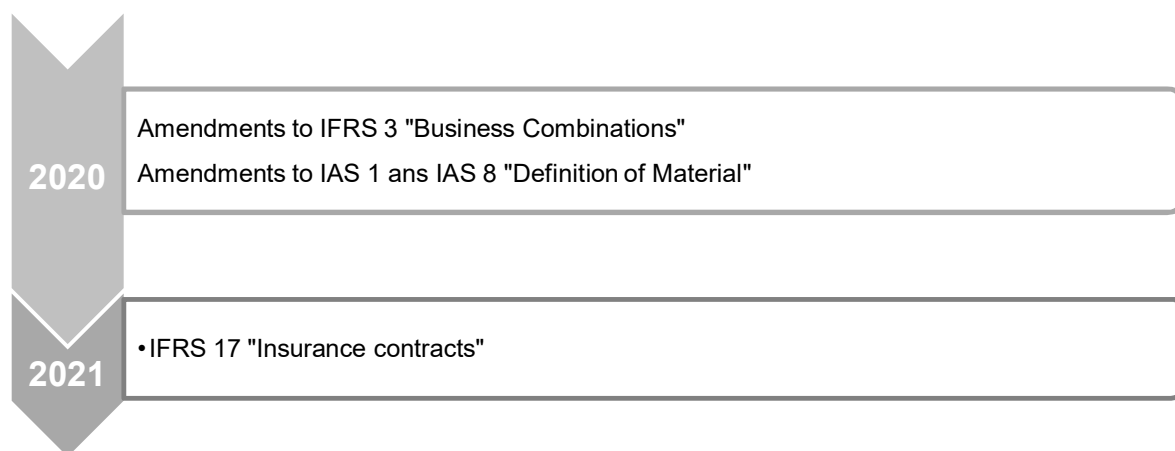 2020
Amendments to IFRS 3 "Business Combinations"
Amendments to IAS 1 ans IAS 8 "Definition of Material"
2021
•IFRS 17 "Insurance contracts"